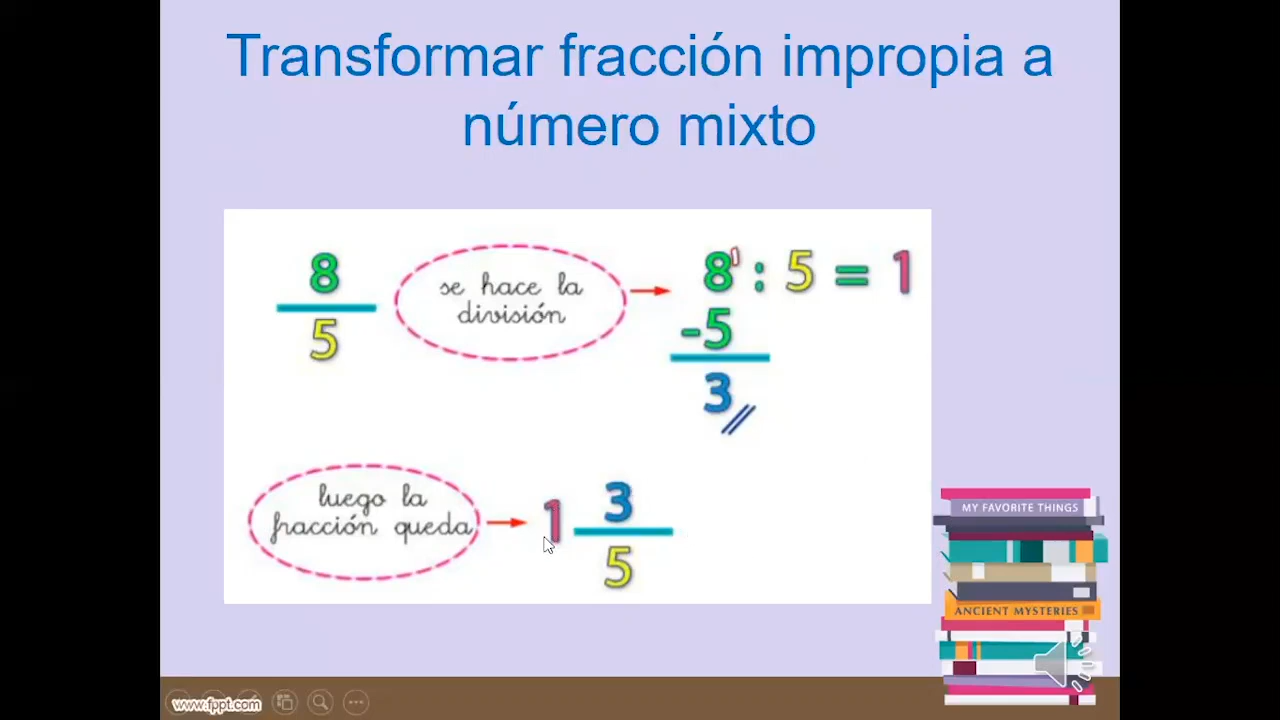 Transformar fracción impropia a
número mixto
8
5
se hace la
división
8' : 5 = 1
-5
3
luego la
fracción queda
1 3
5
MY FAVORITE THINGS
ANCIENT MYSTERIES
www.fppt.com